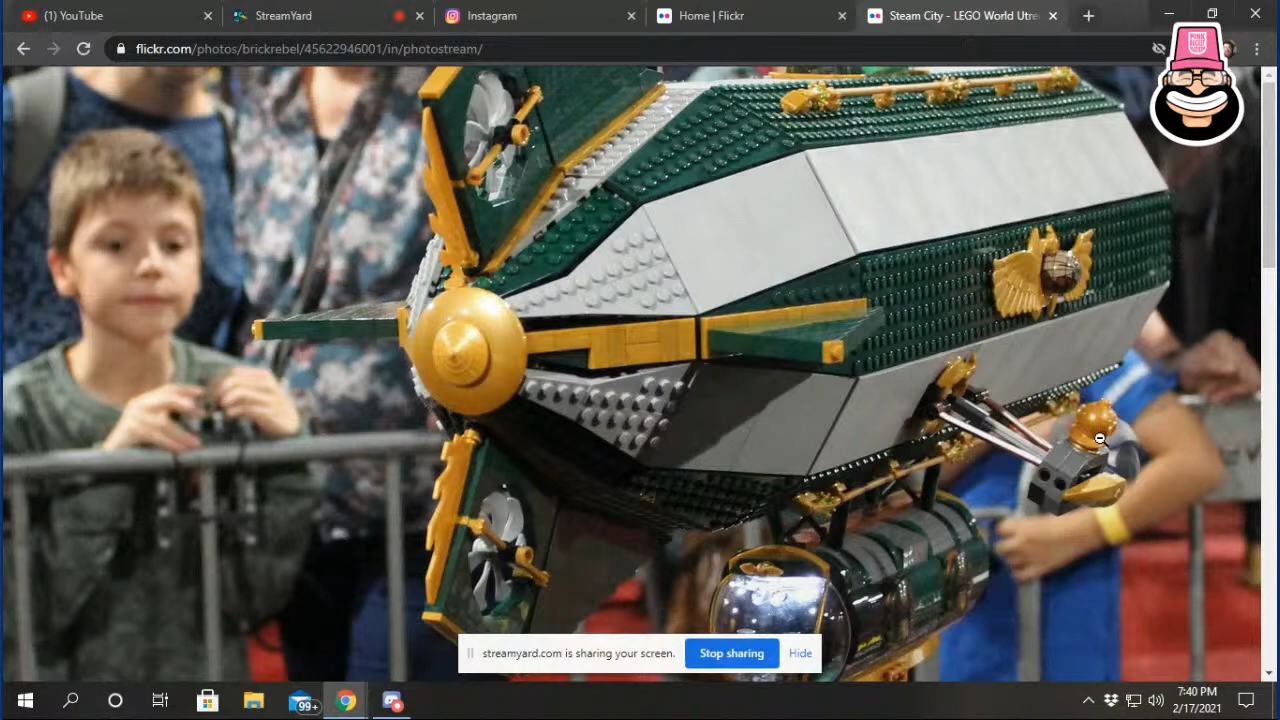 (1) YouTube
StreamYard
Instagram
Home | Flickr
Steam City - LEGO World Utre
flickr.com/photos/brickrebel/45622946001/in/photostream/
streamyard.com is sharing your screen.
Stop sharing
Hide
99+
7:40 PM
2/17/2021